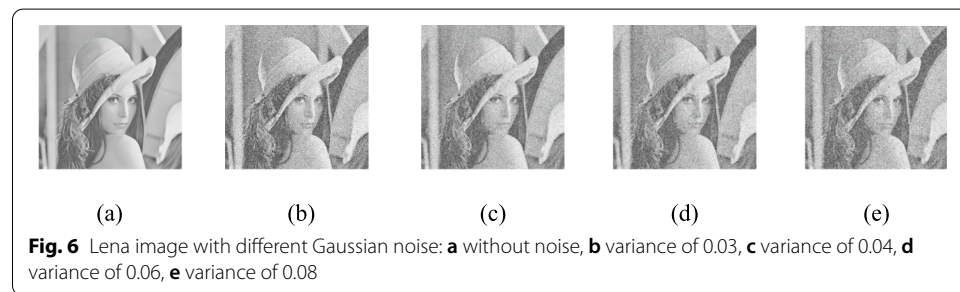 (a) (b) (c) (d) (e)
Fig. 6 Lena image with different Gaussian noise: a without noise, b variance of 0.03, c variance of 0.04, d
variance of 0.06, e variance of 0.08